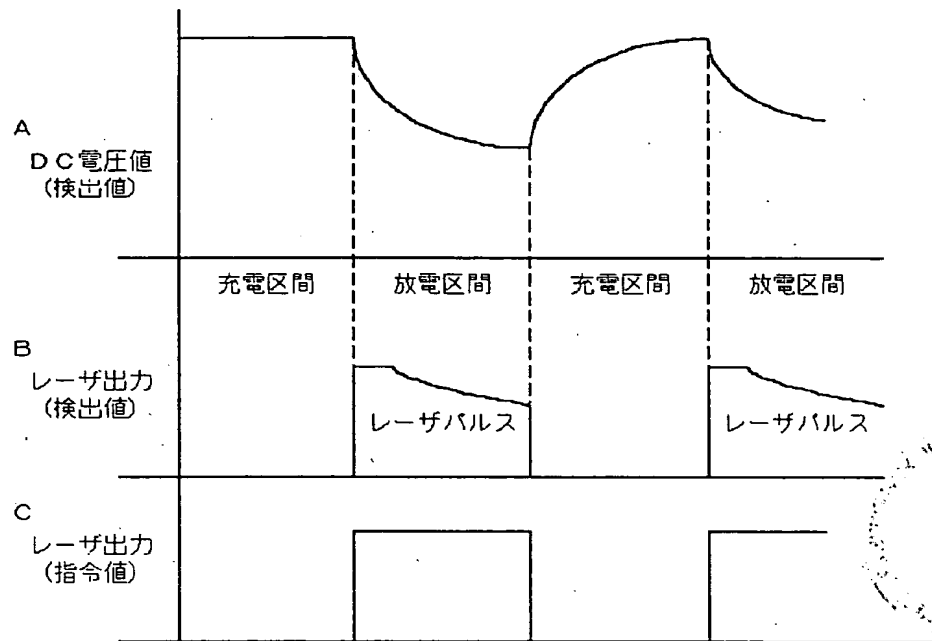 A
DC電圧値
(検出値)
充電区間 放電区間 充電区間 放電区間
B
レーザ出力
(検出値)
レーザパルス レーザパルス
C
レーザ出力
(指令値)